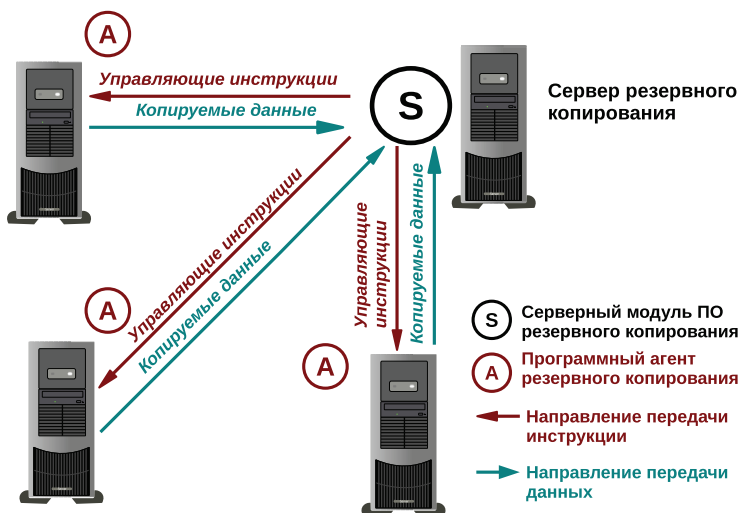 A
Управляющие инструкции
Копируемые данные
S
Сервер резервного
копирования
Управляющие инструкции
Копируемые данные
Управляющие
инструкции
Копируемые данные
A
A
S
Серверный модуль ПО
резервного копирования
A
Программный агент
резервного копирования
Направление передачи
инструкции
Направление передачи
данных